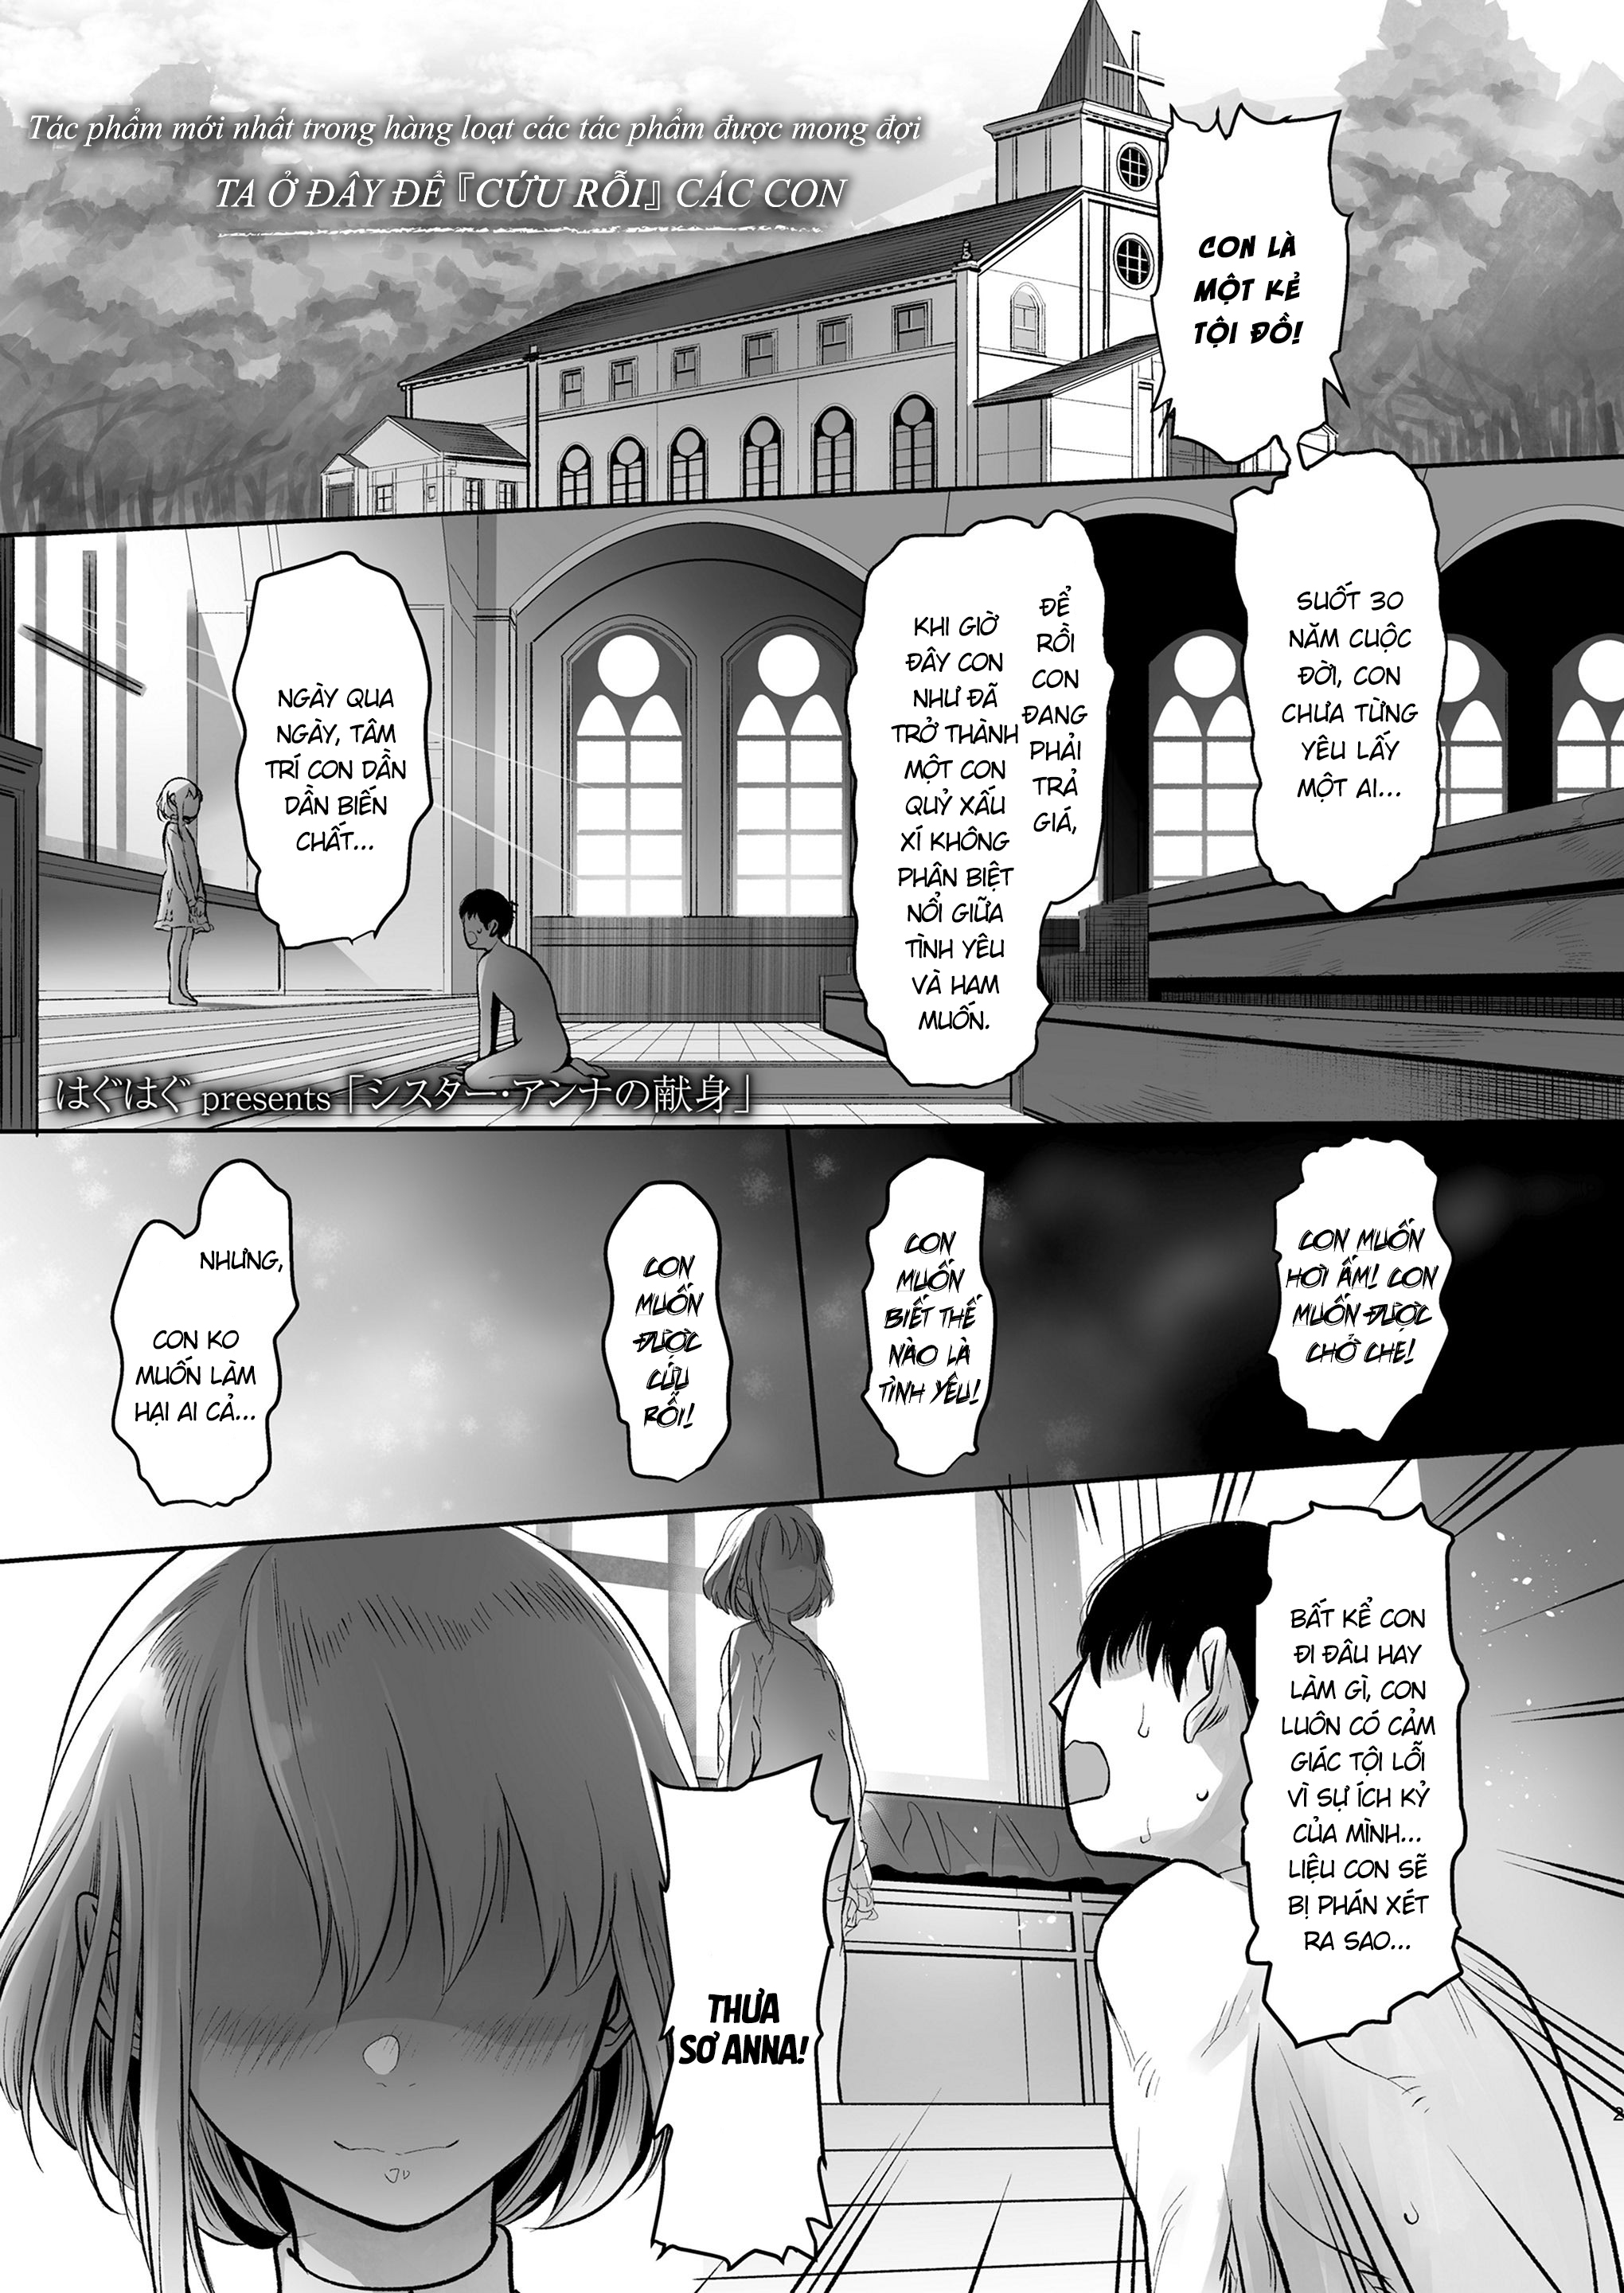 Tác phẩm mới nhất trong hàng loạt các tác phẩm được mong đợi
TA Ở ĐÂY ĐỂ『CỨU RỖI』CÁC CON
CON LÀ
MỘT KẺ
TỘI ĐỒ!
SUỐT 30
NĂM CUỘC
ĐỜI, CON
CHƯA TỪNG
YÊU LẤY
MỘT AI...
ĐỂ
RỒI
CON
ĐANG
PHẢI
TRẢ
GIÁ,
KHI GIỜ
ĐÂY CON
NHƯ ĐÃ
TRỞ THÀNH
MỘT CON
QUỶ XẤU
XÍ KHÔNG
PHÂN BIỆT
NỔI GIỮA
TÌNH YÊU
VÀ HAM
MUỐN.
NGÀY QUA
NGÀY, TÂM
TRÍ CON DẦN
DẦN BIẾN
CHẤT...
はぐはぐ presents「シスター・アンナの献身」
CON MUỐN
HƠI ẤM! CON
MUỐN ĐƯỢC
CHỞ CHE!
CON
MUỐN
BIẾT THẾ
NÀO LÀ
TÌNH YÊU!
CON
MUỐN
ĐƯỢC
CỨU
RỖI!
NHƯNG,
CON KO
MUỐN LÀM
HẠI AI CẢ...
BẤT KỂ CON
ĐI ĐÂU HAY
LÀM GÌ, CON
LUÔN CÓ CẢM
GIÁC TỘI LỖI
VÌ SỰ ÍCH KỶ
CỦA MÌNH...
LIỆU CON SẼ
BỊ PHÁN XÉT
RA SAO...
THƯA
SƠ ANNA!